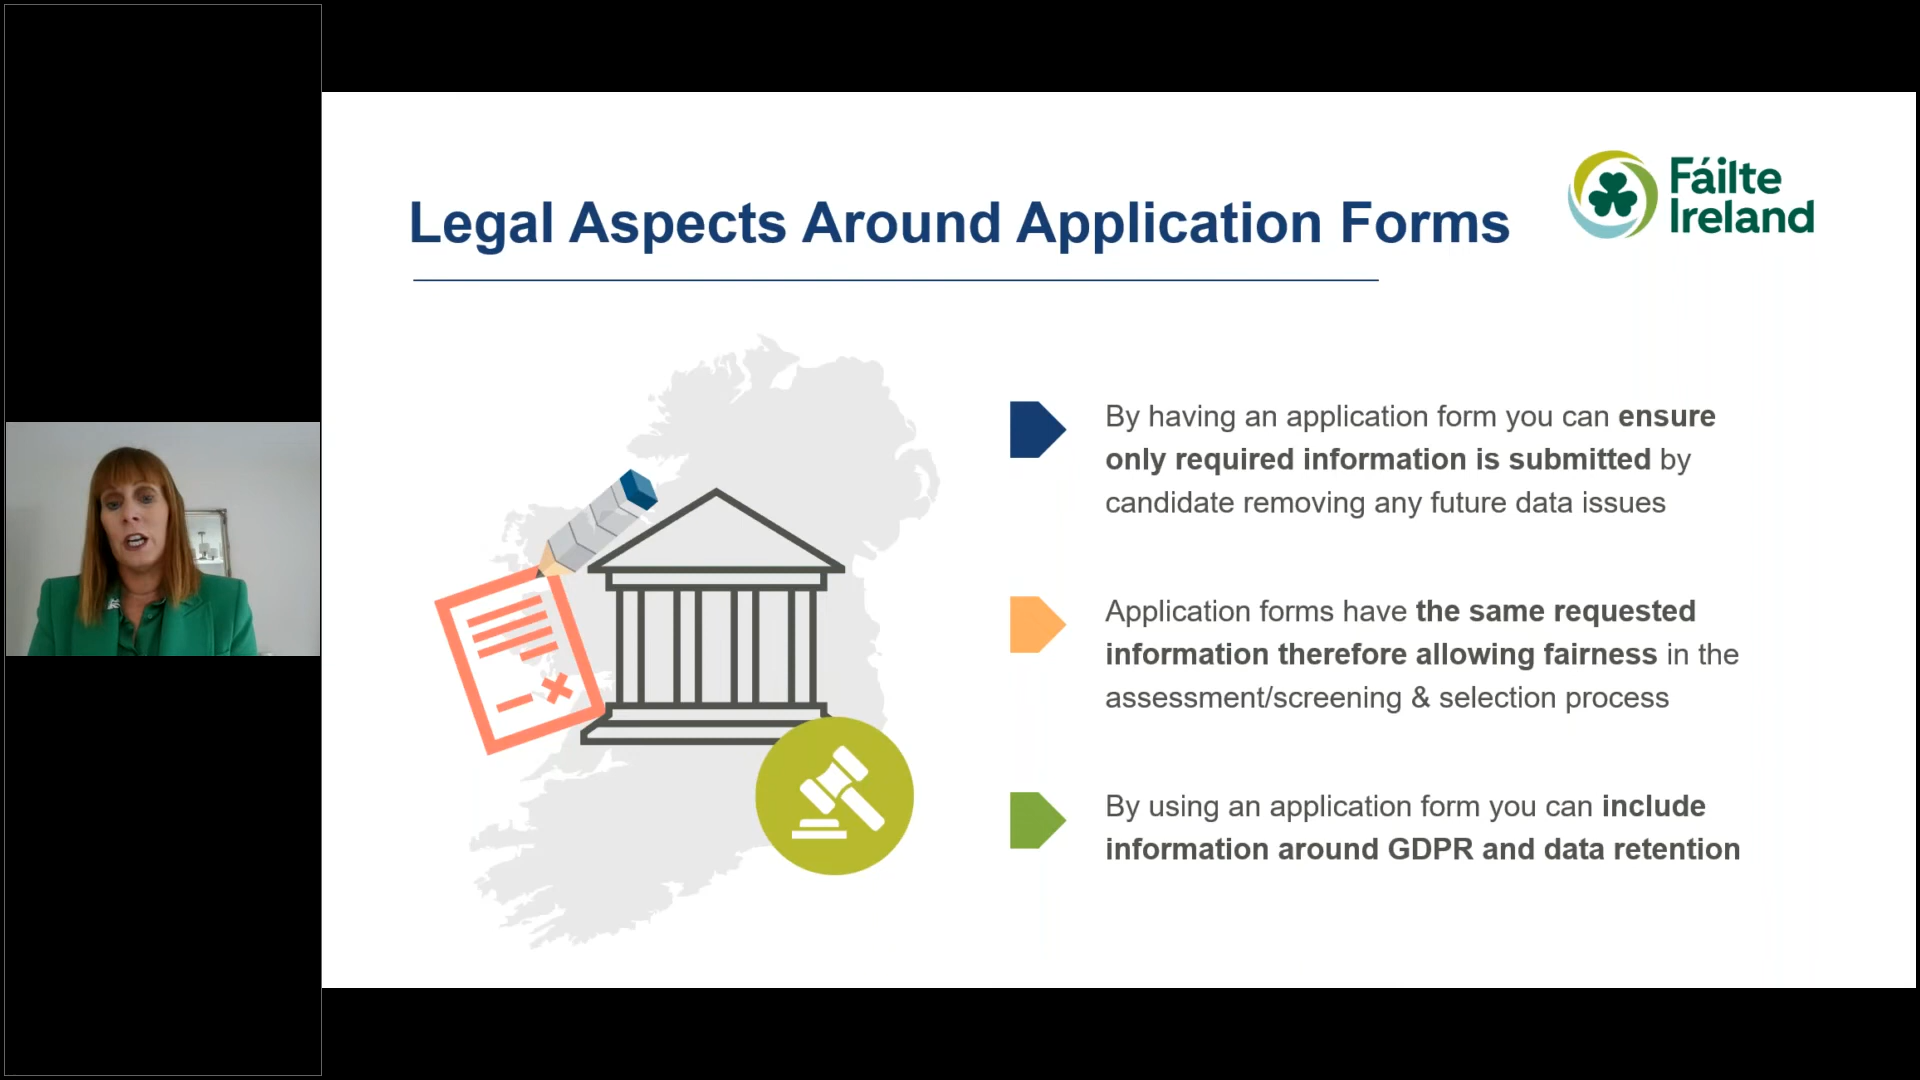 Legal Aspects Around Application Forms
Fáilte
Ireland
By having an application form you can ensure
only required information is submitted by
candidate removing any future data issues
Application forms have the same requested
information therefore allowing fairness in the
assessment/screening & selection process
By using an application form you can include
information around GDPR and data retention